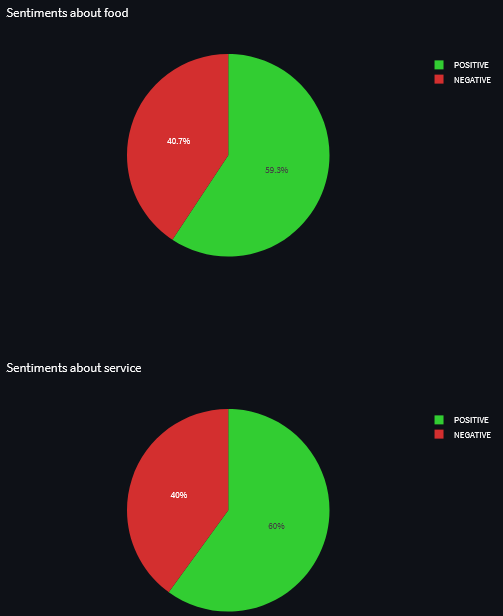 Sentiments about food
POSITIVE
NEGATIVE
40.7%
59.3%
Sentiments about service
POSITIVE
NEGATIVE
40%
60%